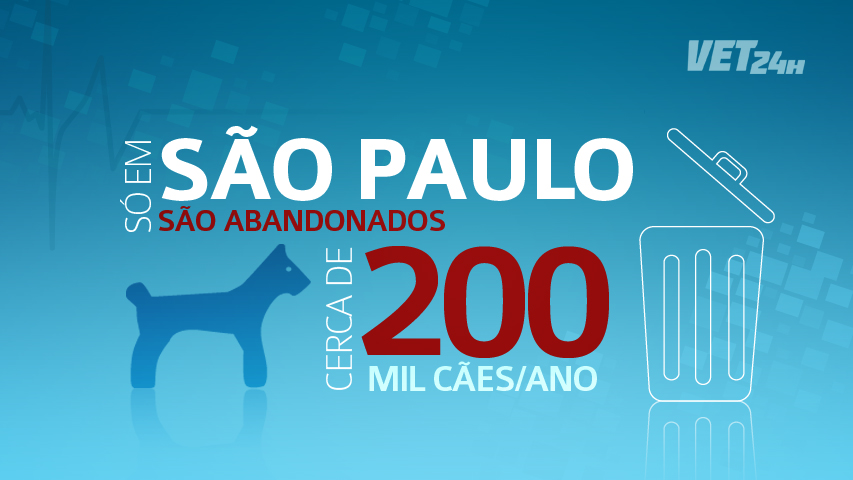 VET24H
SÓ EM
SÃO PAULO
SÃO ABANDONADOS
CERCA DE
200
MIL CÃES/ANO